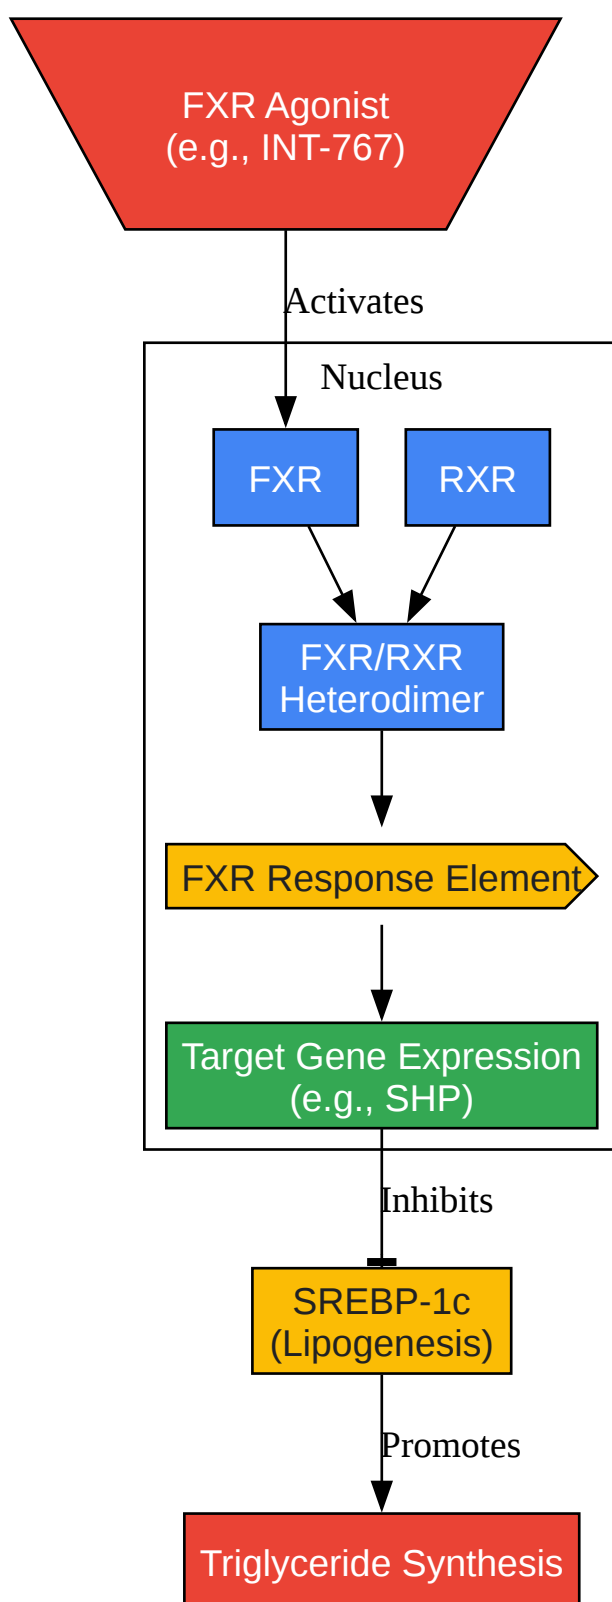 FXR Agonist
(e.g., INT-767)
Activates
Nucleus
FXR
RXR
FXR/RXR
Heterodimer
FXR Response Element
Target Gene Expression
(e.g., SHP)
Inhibits
SREBP-1c
(Lipogenesis)
Promotes
Triglyceride Synthesis